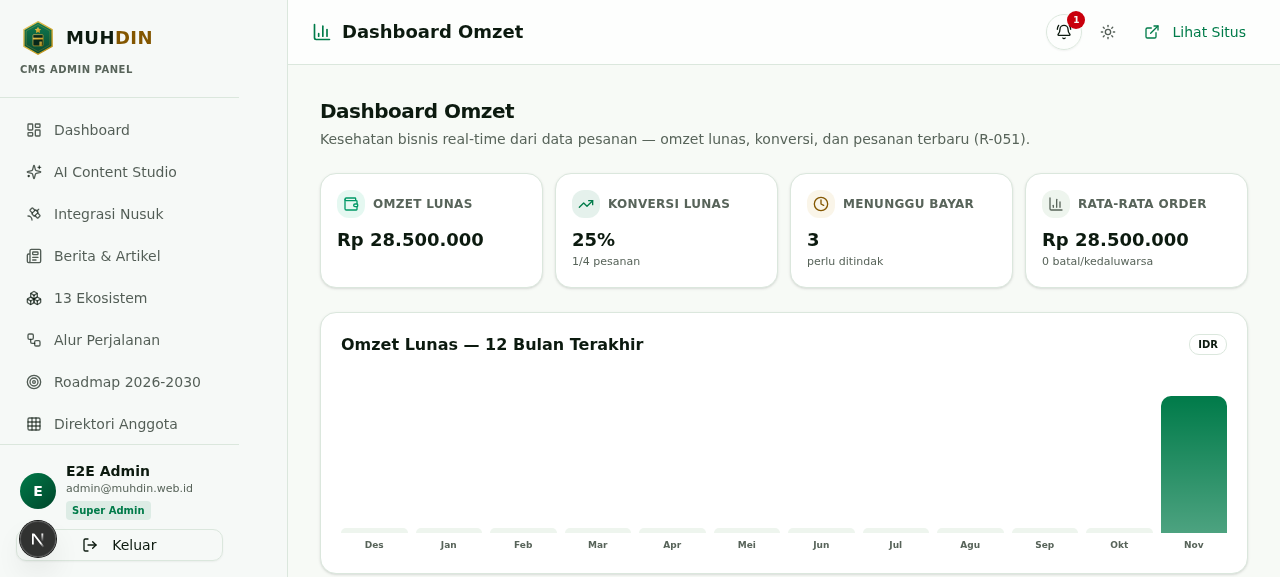 MUHDIN
CMS ADMIN PANEL
Dashboard
AI Content Studio
Integrasi Nusuk
Berita & Artikel
13 Ekosistem
Alur Perjalanan
Roadmap 2026-2030
Direktori Anggota
E
E2E Admin
admin@muhdin.web.id
Super Admin
N
Keluar
Dashboard Omzet
1
Lihat Situs
Dashboard Omzet
Kesehatan bisnis real-time dari data pesanan — omzet lunas, konversi, dan pesanan terbaru (R-051).
OMZET LUNAS
Rp 28.500.000
KONVERSI LUNAS
25%
1/4 pesanan
MENUNGGU BAYAR
3
perlu ditindak
RATA-RATA ORDER
Rp 28.500.000
0 batal/kedaluwarsa
Omzet Lunas — 12 Bulan Terakhir
IDR
Des Jan Feb Mar Apr Mei Jun Jul Agu Sep Okt Nov